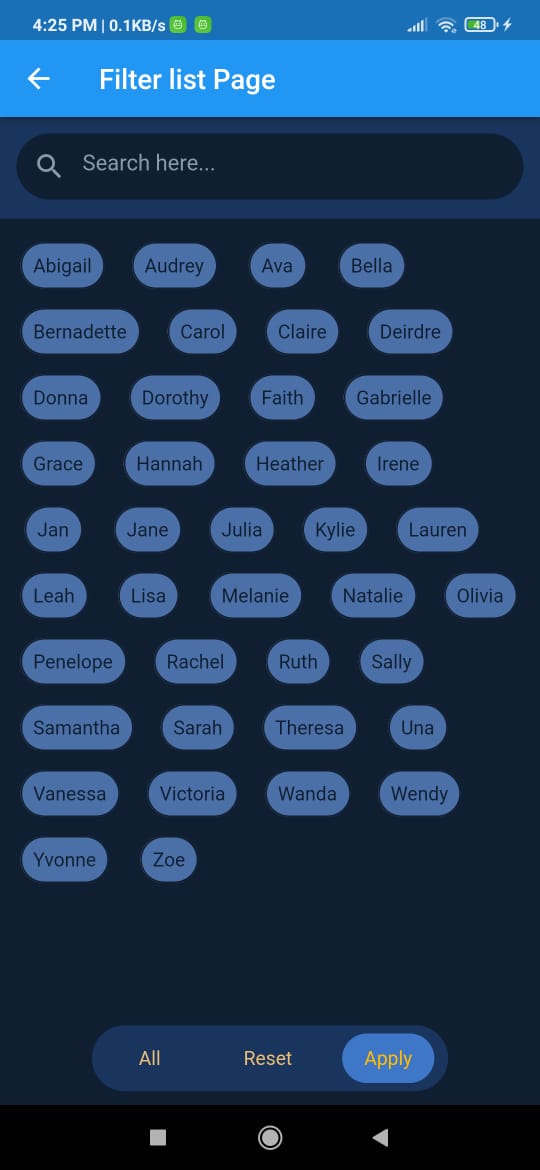 4:25 PM | 0.1KB/s 48
Filter list Page
Search here...
Abigail Audrey Ava Bella
Bernadette Carol Claire Deirdre
Donna Dorothy Faith Gabrielle
Grace Hannah Heather Irene
Jan Jane Julia Kylie Lauren
Leah Lisa Melanie Natalie Olivia
Penelope Rachel Ruth Sally
Samantha Sarah Theresa Una
Vanessa Victoria Wanda Wendy
Yvonne Zoe
All Reset Apply